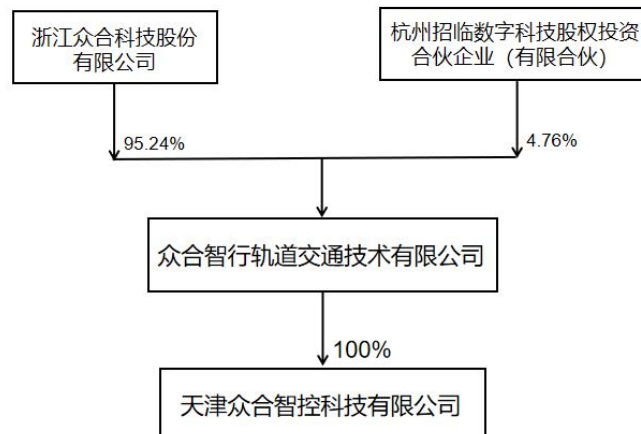 浙江众合科技股份
有限公司
杭州招临数字科技股权投资
合伙企业（有限合伙）
95.24%
4.76%
众合智行轨道交通技术有限公司
100%
天津众合智控科技有限公司